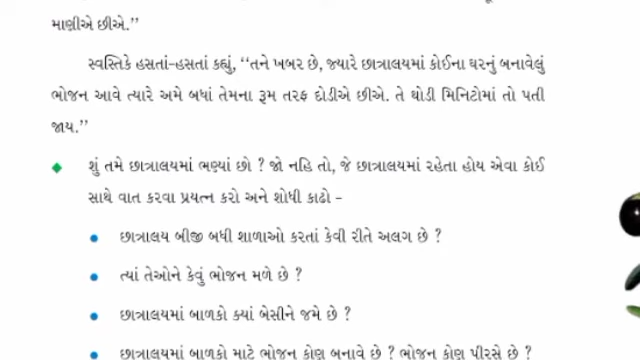 માણીએ છીએ.”
સ્વસ્તિકે હસતાં-હસતાં કહ્યું, “તને ખબર છે, જ્યારે છાત્રાલયમાં કોઈના ઘરનું બનાવેલું
ભોજન આવે ત્યારે અમે બધાં તેમના રૂમ તરફ દોડીએ છીએ. તે થોડી મિનિટોમાં તો પતી
જાય.”
શું તમે છાત્રાલયમાં ભણ્યાં છો ? જો નહિ તો, જે છાત્રાલયમાં રહેતા હોય એવા કોઈ
સાથે વાત કરવા પ્રયત્ન કરો અને શોધી કાઢો -
છાત્રાલય બીજી બધી શાળાઓ કરતાં કેવી રીતે અલગ છે ?
ત્યાં તેઓને કેવું ભોજન મળે છે ?
છાત્રાલયમાં બાળકો ક્યાં બેસીને જમે છે ?
છાત્રાલયમાં બાળકો માટે ભોજન કોણ બનાવે છે ? ભોજન કોણ પીરસે છે ?